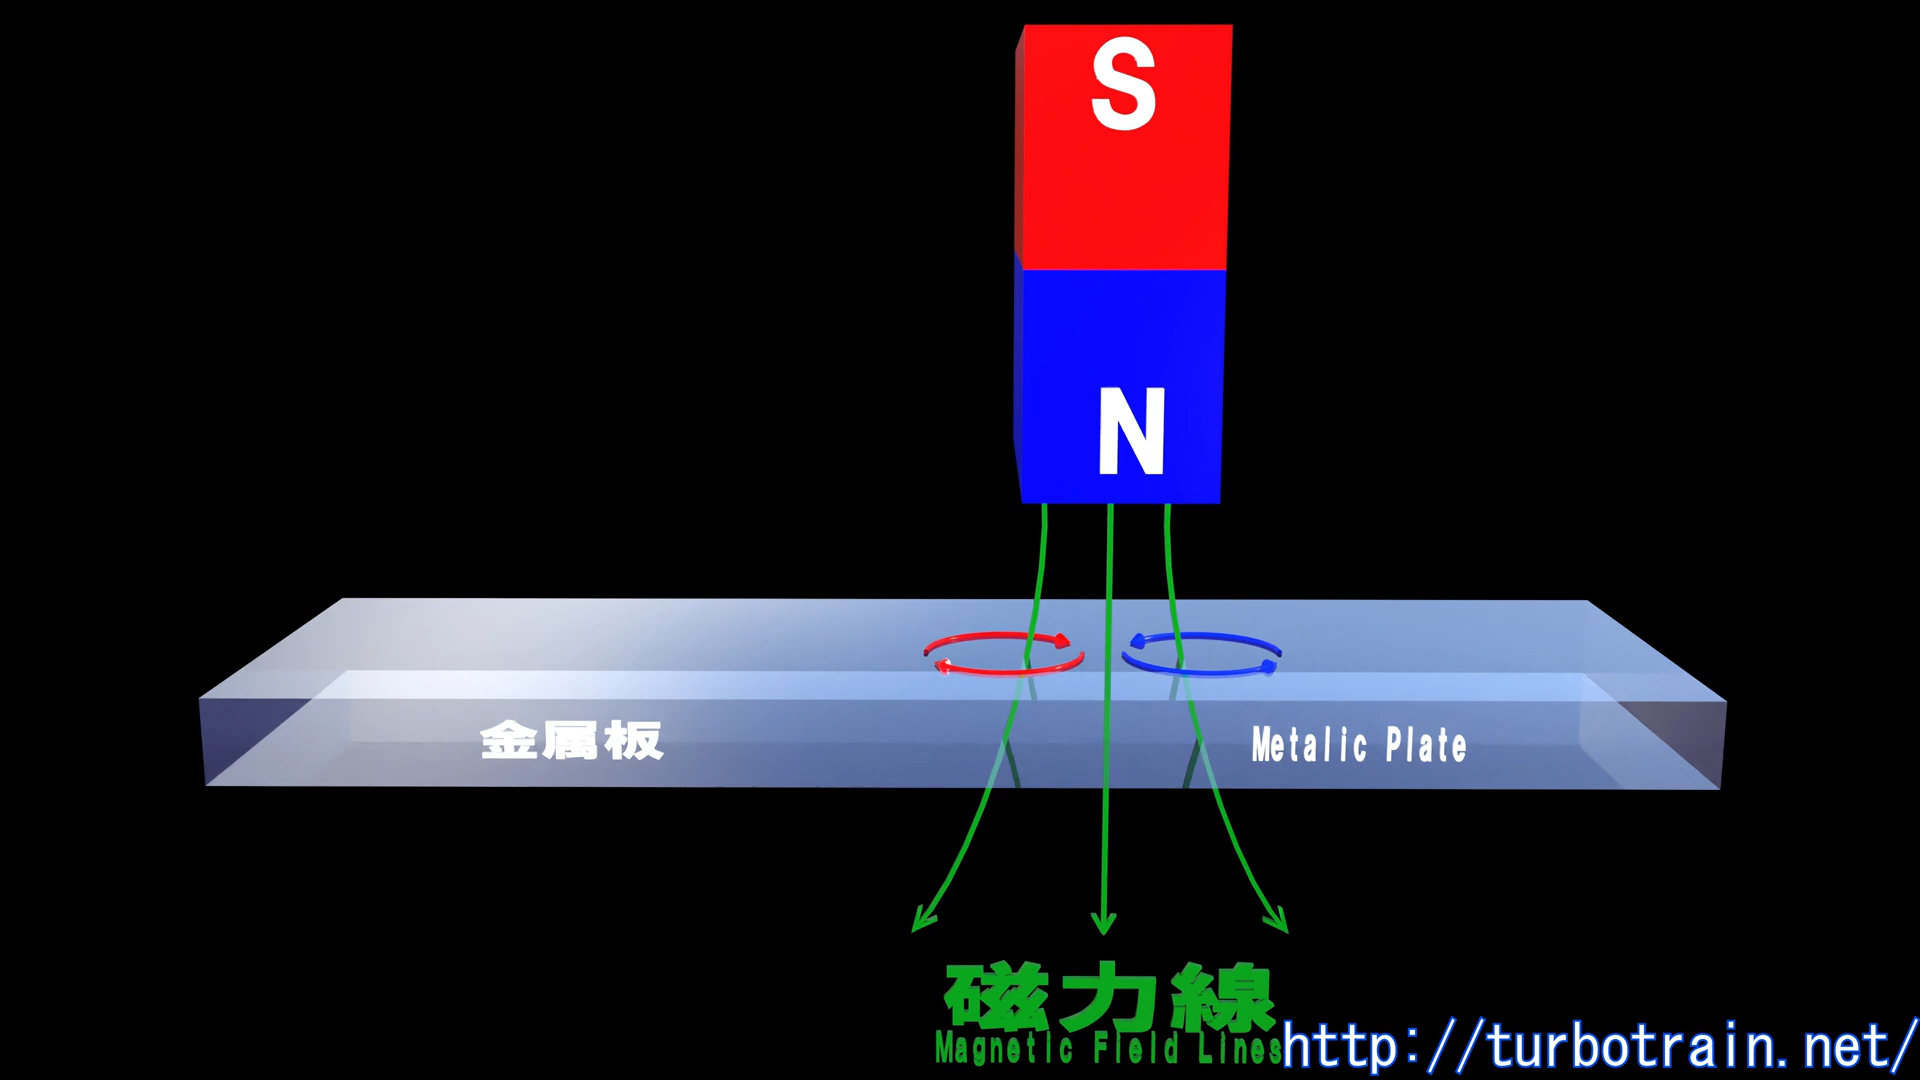 S
N
金属板
Metalic Plate
磁力線
Magnetic Field Lines
http://turbotrain.net/